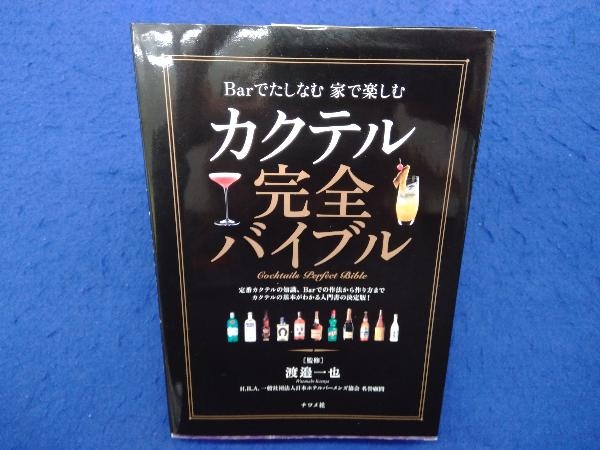 Barでたしなむ 家で楽しむ
カクテル
完全
バイブル
Cocktails Perfect Bible
定番カクテルの知識、Barでの作法から作り方まで
カクテルの基本がわかる入門書の決定版！
［監修］
渡邉一也
Watanabe Kazuya
H.B.A. 一般社団法人日本ホテルバーメンズ協会 名誉顧問
ナツメ社